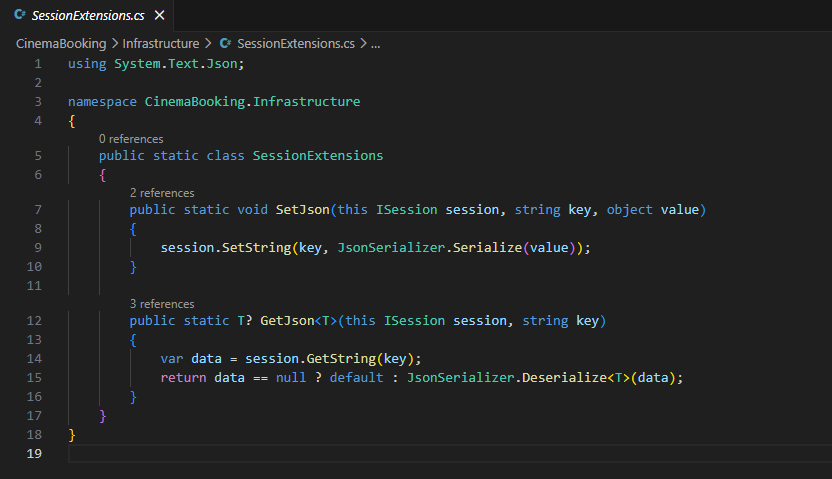 SessionExtensions.cs
CinemaBooking > Infrastructure > SessionExtensions.cs > ...
1 using System.Text.Json;
2
3 namespace CinemaBooking.Infrastructure
4 {
0 references
5 public static class SessionExtensions
6 {
2 references
7 public static void SetJson(this ISession session, string key, object value)
8 {
9 session.SetString(key, JsonSerializer.Serialize(value));
10 }
11
3 references
12 public static T? GetJson<T>(this ISession session, string key)
13 {
14 var data = session.GetString(key);
15 return data == null ? default : JsonSerializer.Deserialize<T>(data);
16 }
17 }
18 }
19